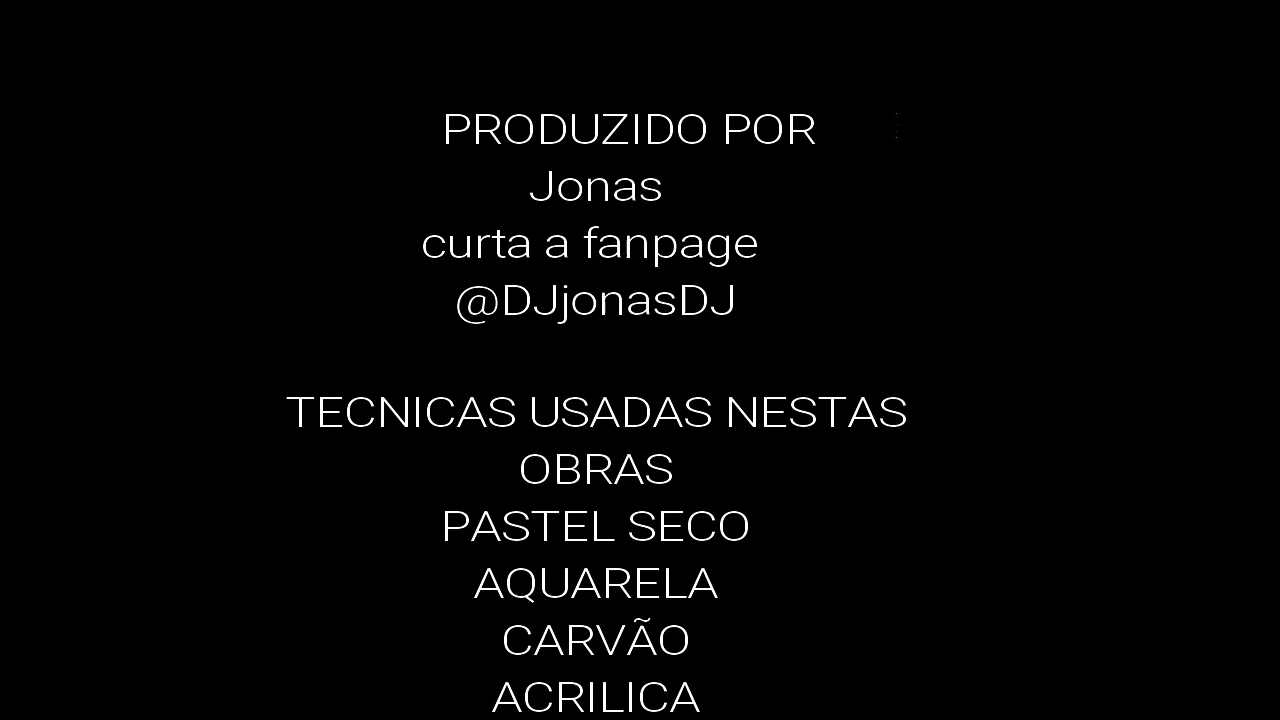 PRODUZIDO POR
Jonas
curta a fanpage
@DJjonasDJ
TECNICAS USADAS NESTAS
OBRAS
PASTEL SECO
AQUARELA
CARVÃO
ACRILICA